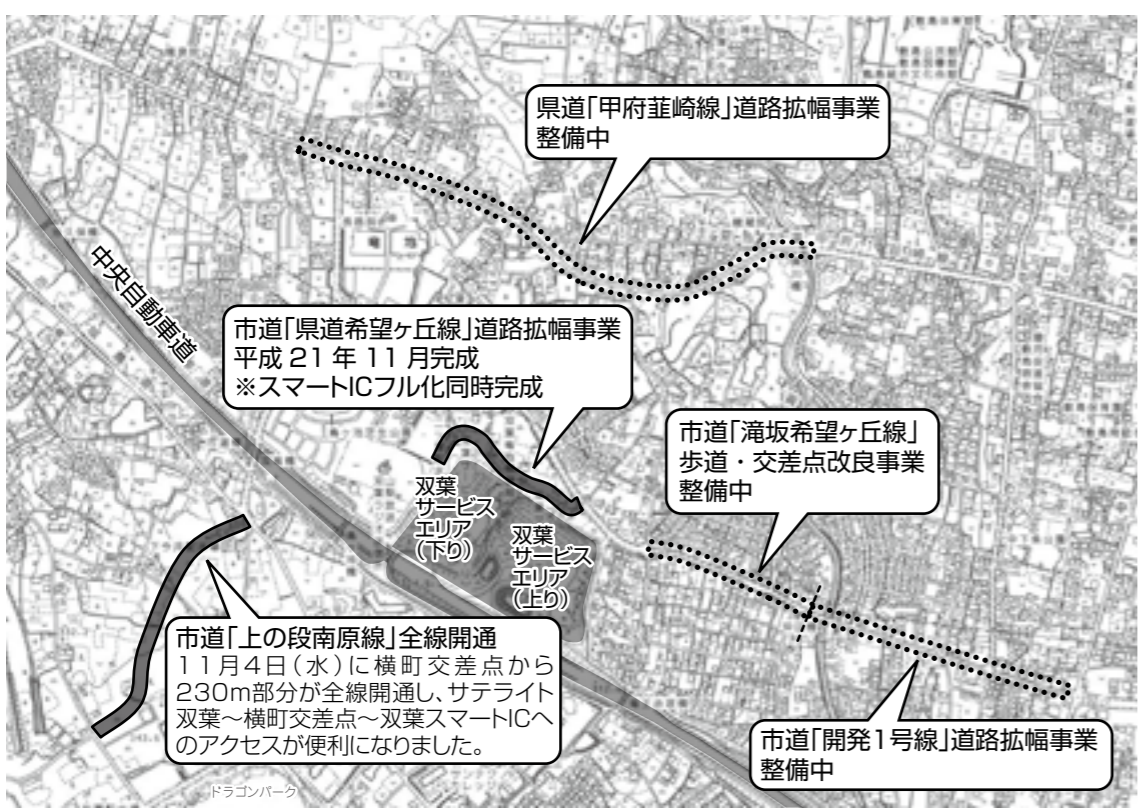 県道「甲府韮崎線」道路拡幅事業
整備中
中央自動車道
市道「県道希望ヶ丘線」道路拡幅事業
平成21年11月完成
※スマートICフル化同時完成
市道「滝坂希望ヶ丘線」
歩道・交差点改良事業
整備中
双葉
サービス
エリア
(下り)
双葉
サービス
エリア
(上り)
市道「上の段南原線」全線開通
11月4日(水)に横町交差点から
230m部分が全線開通し、サテライト
双葉～横町交差点～双葉スマートICへ
のアクセスが便利になりました。
市道「開発1号線」道路拡幅事業
整備中
ドラゴンパーク